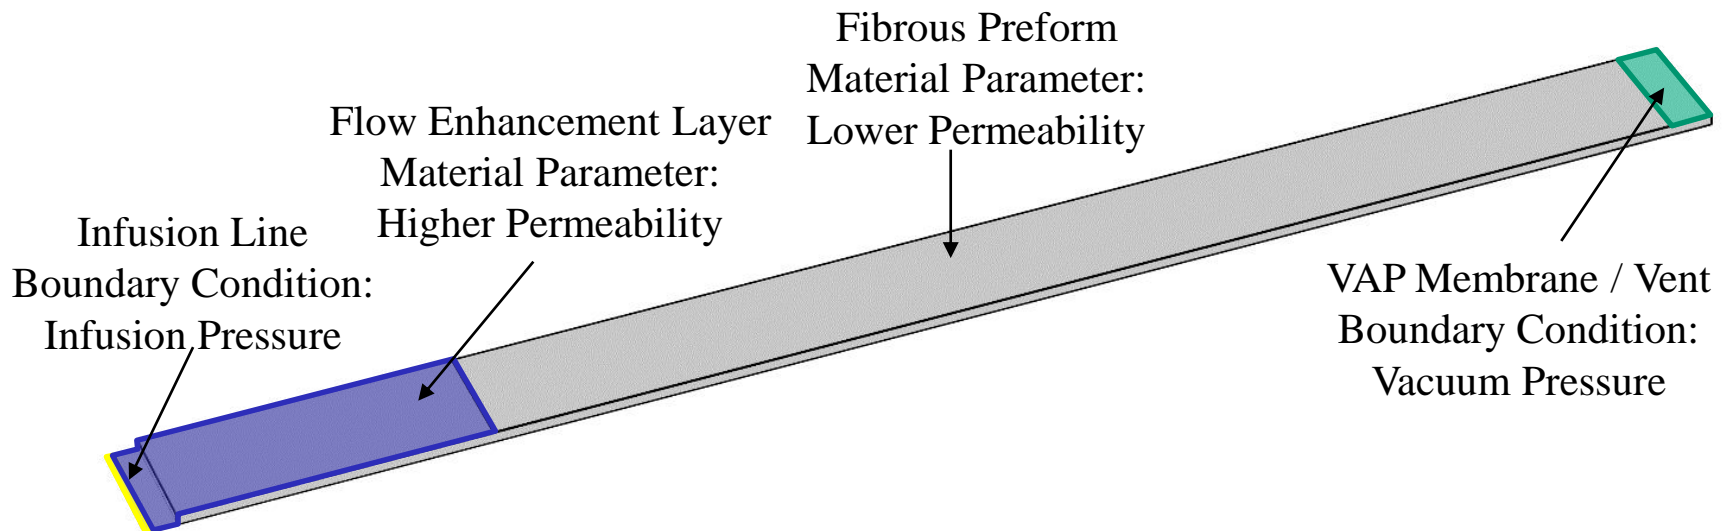 Fibrous Preform
Material Parameter:
Lower Permeability
Flow Enhancement Layer
Material Parameter:
Higher Permeability
Infusion Line
Boundary Condition:
Infusion Pressure
VAP Membrane / Vent
Boundary Condition:
Vacuum Pressure